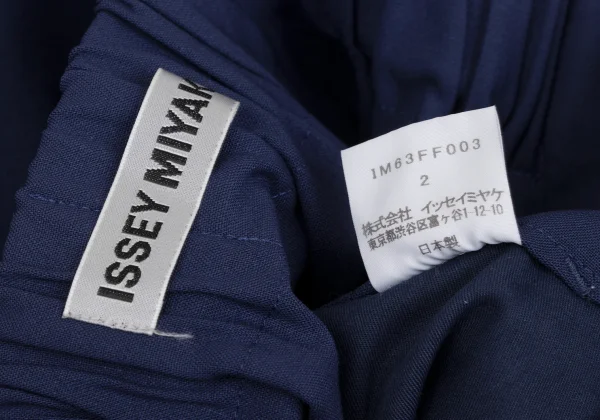 ISSEY MIYAK
IM63FF003
2
株式会社 イッセイミヤケ
東京都渋谷区富ヶ谷1-12-10
日本製